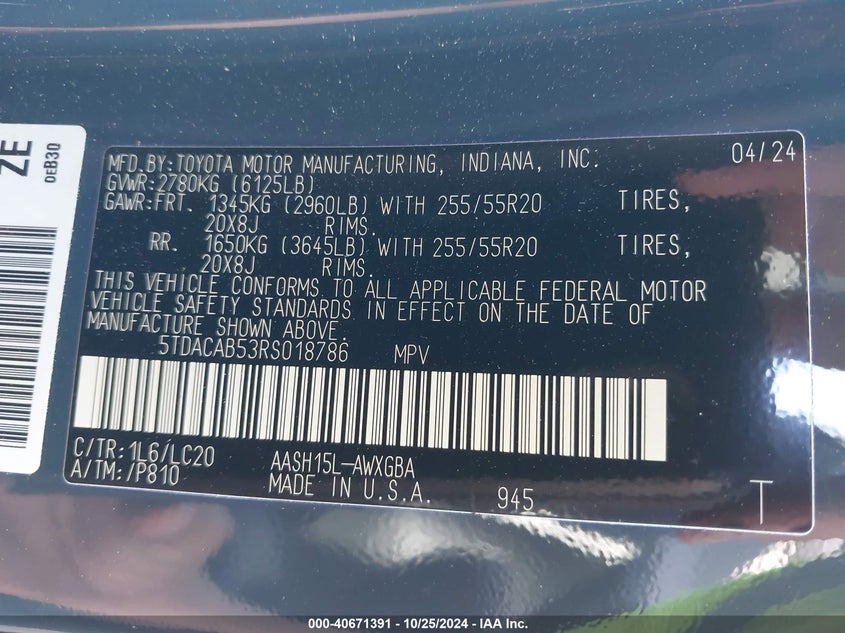 ZE
0EB30
MFD.BY:TOYOTA MOTOR MANUFACTURING, INDIANA, INC. 04/24
GVWR:2780KG (6125LB)
GAWR:FRT. 1345KG (2960LB) WITH 255/55R20 TIRES,
20X8J RIMS.
RR. 1650KG (3645LB) WITH 255/55R20 TIRES,
20X8J RIMS.
THIS VEHICLE CONFORMS TO ALL APPLICABLE FEDERAL MOTOR
VEHICLE SAFETY STANDARDS IN EFFECT ON THE DATE OF
MANUFACTURE SHOWN ABOVE.
5TDACAB53RS018786 MPV
C/TR:1L6/LC20 AASH15L-AWXGBA
A/TM:/P810 MADE IN U.S.A. 945 T
000-40671391 - 10/25/2024 - IAA Inc.